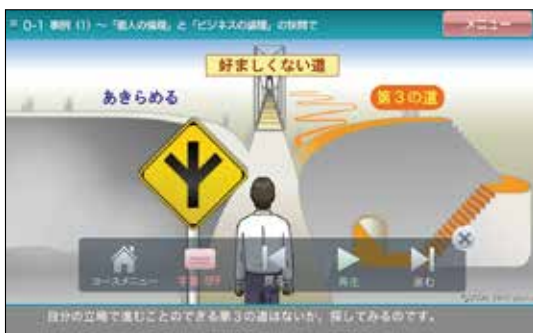 0-1 事例（1）～「個人の倫理」と「ビジネスの論理」の狭間で
メニュー
好ましくない道
あきらめる
第3の道
コースメニュー
字幕 OFF
戻る
再生
進む
自分の立場で進むことのできる第3の道はないか、探してみるのです。